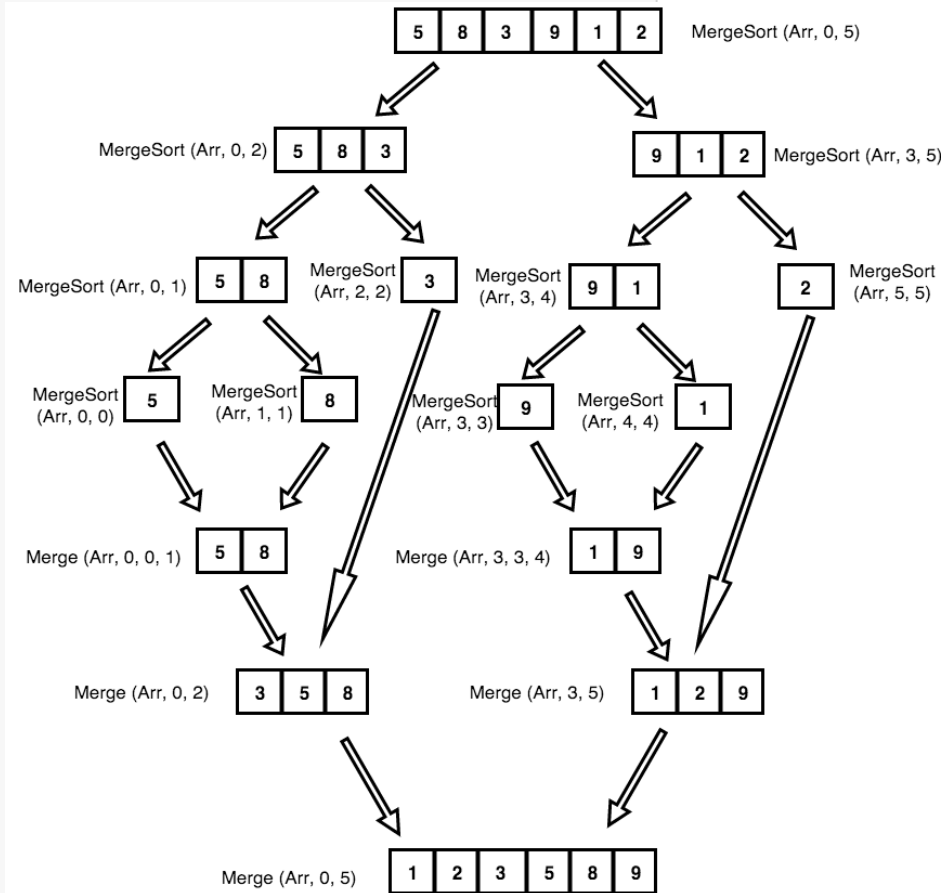 5 8 3 9 1 2 MergeSort (Arr, 0, 5)
MergeSort (Arr, 0, 2) 5 8 3
9 1 2 MergeSort (Arr, 3, 5)
MergeSort (Arr, 0, 1) 5 8
MergeSort
(Arr, 2, 2)
3
MergeSort
(Arr, 3, 4)
9 1
2
MergeSort
(Arr, 5, 5)
MergeSort
(Arr, 0, 0)
5
MergeSort
(Arr, 1, 1)
8
MergeSort
(Arr, 3, 3)
9
MergeSort
(Arr, 4, 4)
1
Merge (Arr, 0, 0, 1) 5 8
Merge (Arr, 3, 3, 4) 1 9
Merge (Arr, 0, 2) 3 5 8
Merge (Arr, 3, 5) 1 2 9
Merge (Arr, 0, 5) 1 2 3 5 8 9